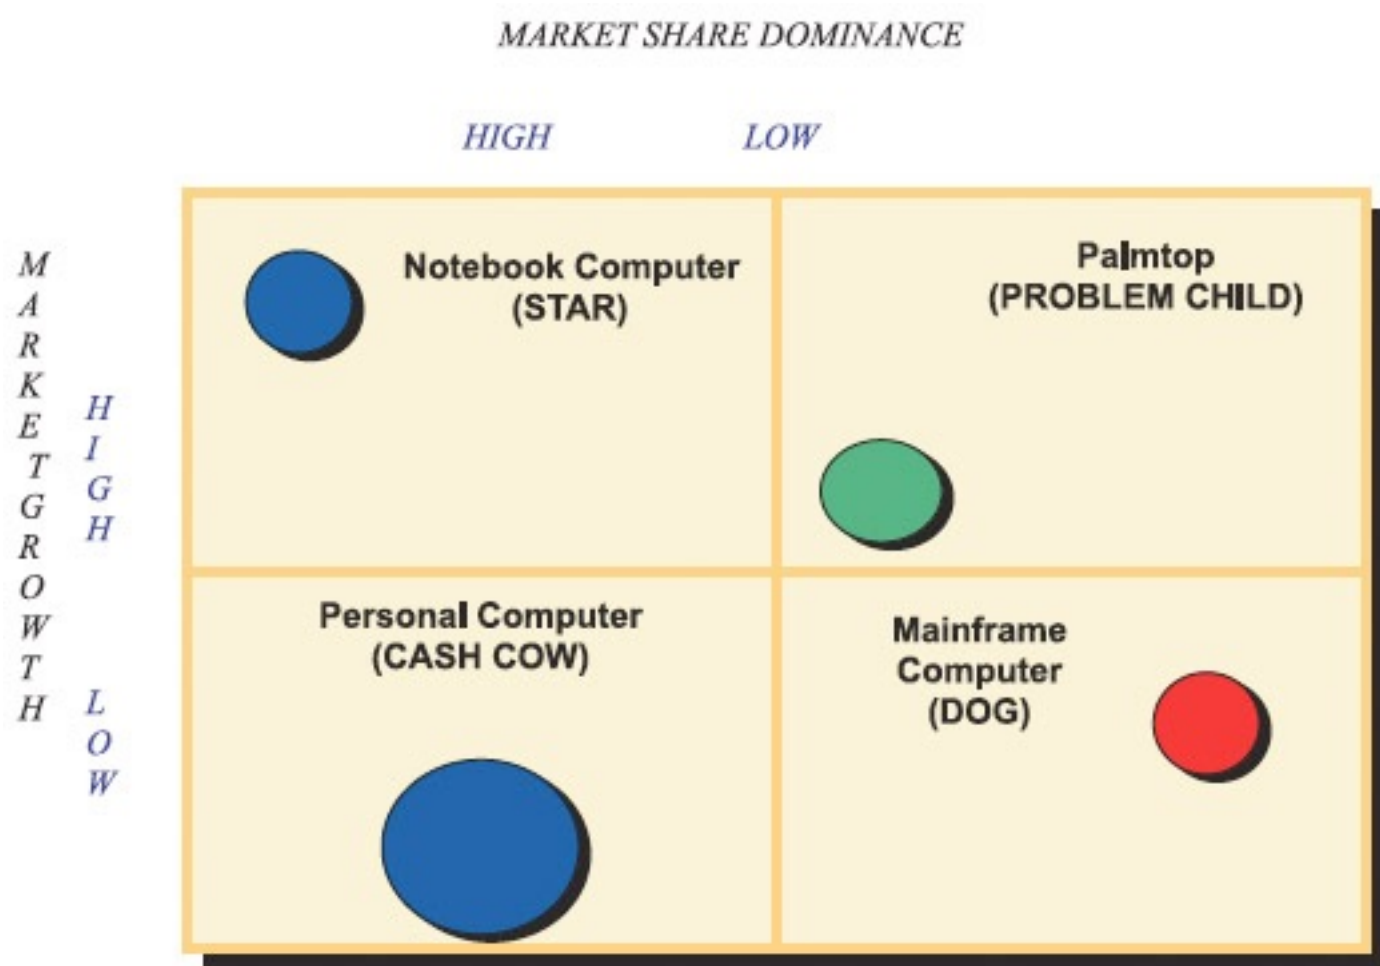 MARKET SHARE DOMINANCE
HIGH LOW
MARKET GROWTH
HIGH
LOW
Notebook Computer
(STAR)
Palmtop
(PROBLEM CHILD)
Personal Computer
(CASH COW)
Mainframe
Computer
(DOG)